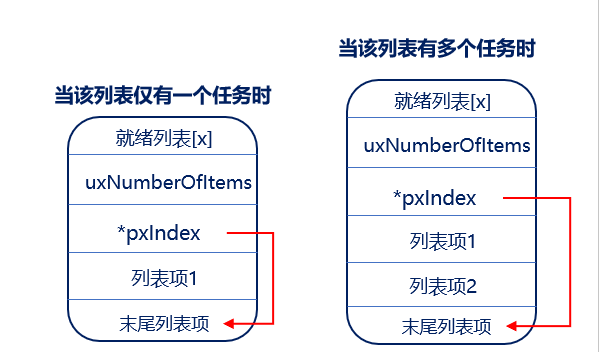 当该列表仅有一个任务时
就绪列表[x]
uxNumberOfItems
*pxIndex
列表项1
末尾列表项
当该列表有多个任务时
就绪列表[x]
uxNumberOfItems
*pxIndex
列表项1
列表项2
末尾列表项